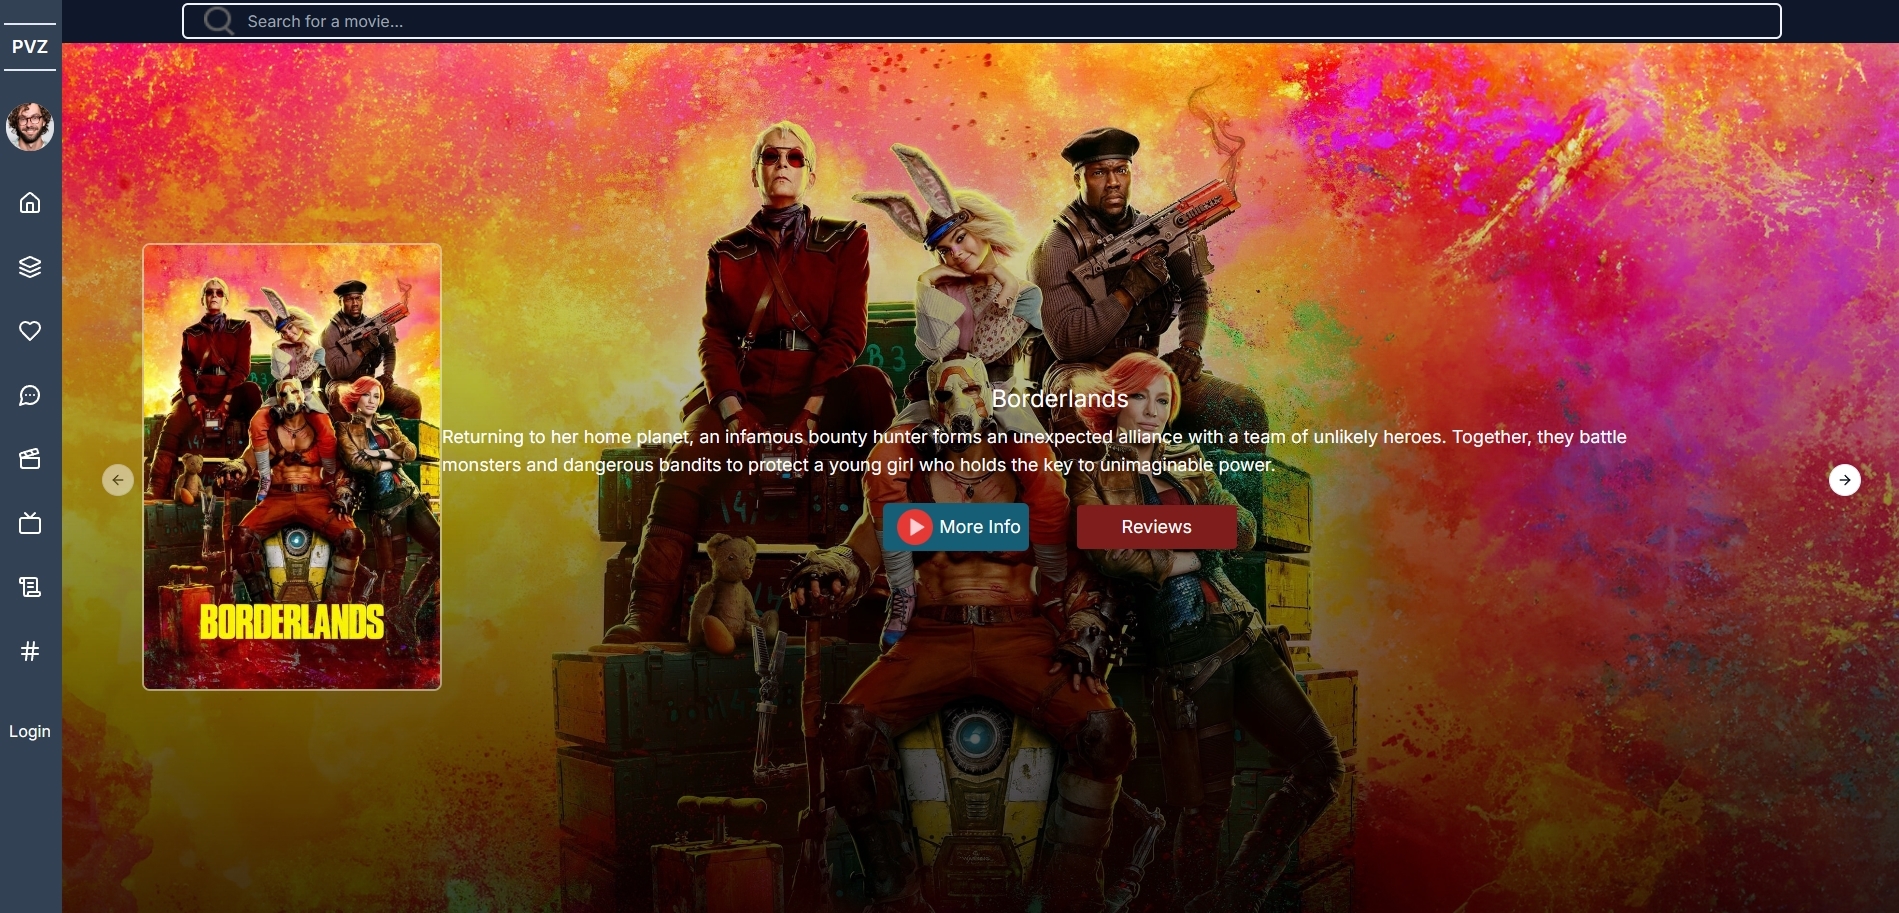 PVZ
Search for a movie...
B3
B3
Borderlands
Returning to her home planet, an infamous bounty hunter forms an unexpected alliance with a team of unlikely heroes. Together, they battle
monsters and dangerous bandits to protect a young girl who holds the key to unimaginable power.
More Info
Reviews
BORDERLANDS
Login